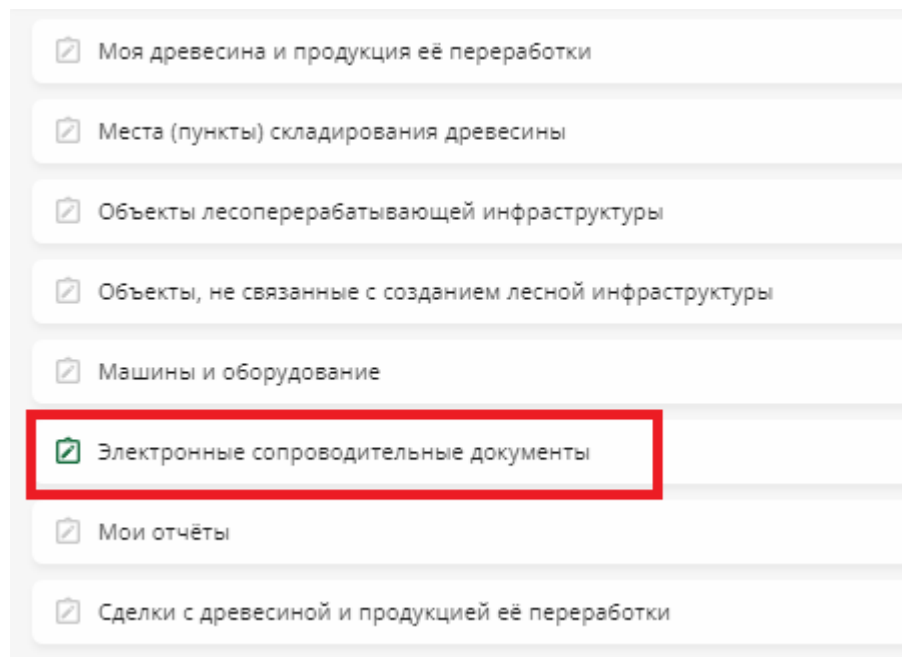 Моя древесина и продукция её переработки
Места (пункты) складирования древесины
Объекты лесоперерабатывающей инфраструктуры
Объекты, не связанные с созданием лесной инфраструктуры
Машины и оборудование
Электронные сопроводительные документы
Мои отчёты
Сделки с древесиной и продукцией её переработки